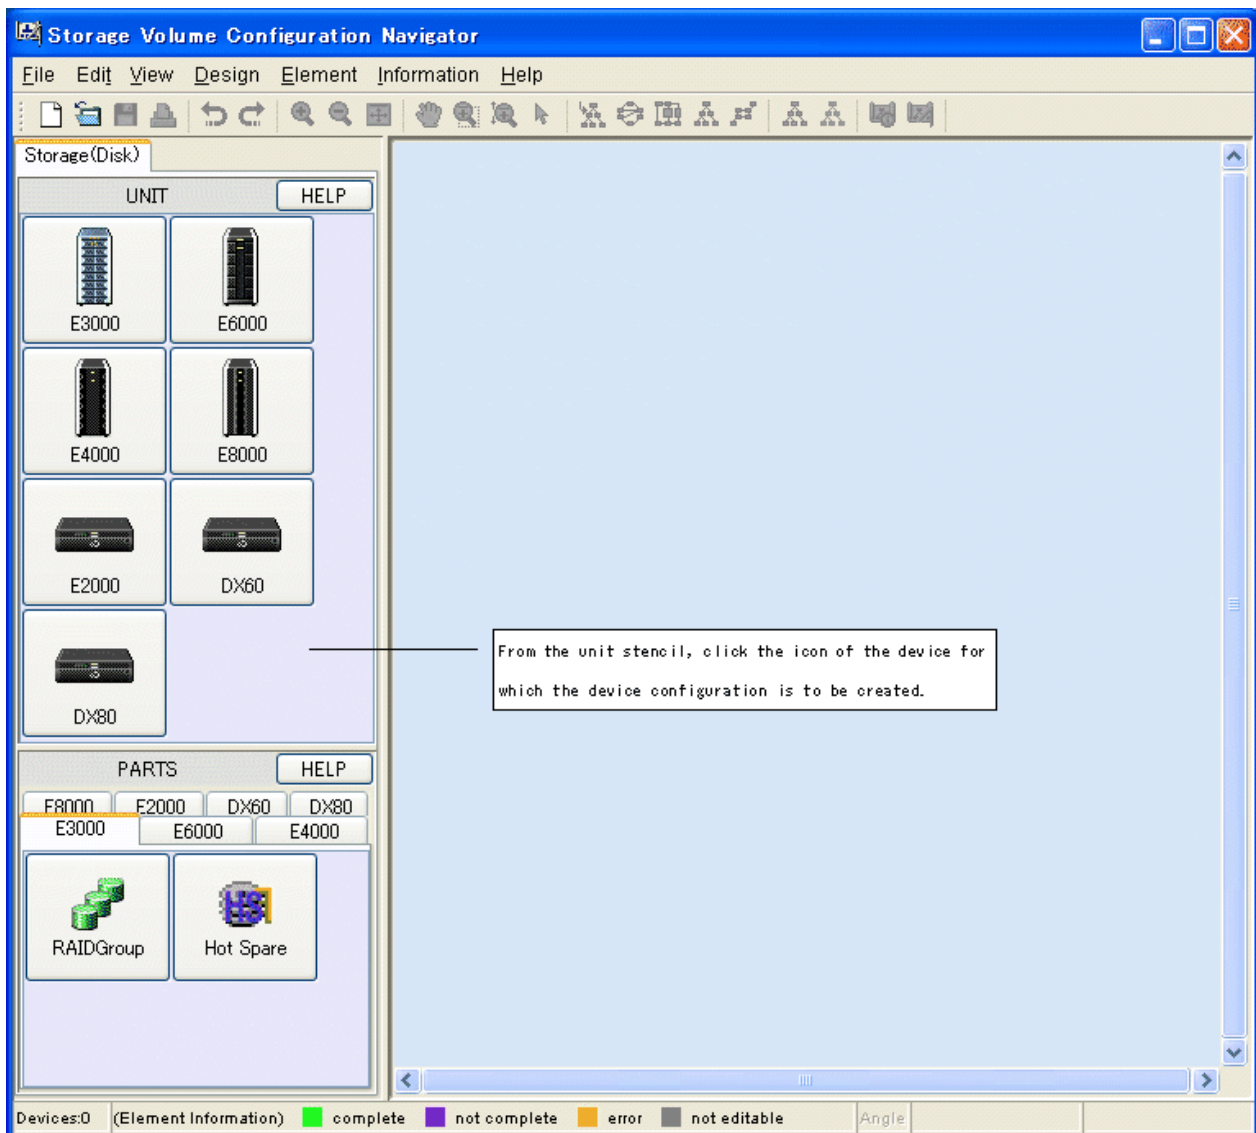 Storage Volume Configuration Navigator
File Edit View Design Element Information Help
Storage(Disk)
UNIT HELP
E3000 E6000
E4000 E8000
E2000 DX60
DX80
From the unit stencil, click the icon of the device for
which the device configuration is to be created.
PARTS HELP
E8000 E2000 DX60 DX80
E3000 E6000 E4000
HS
RAIDGroup Hot Spare
Devices:0 (Element Information) complete not complete error not editable Angle